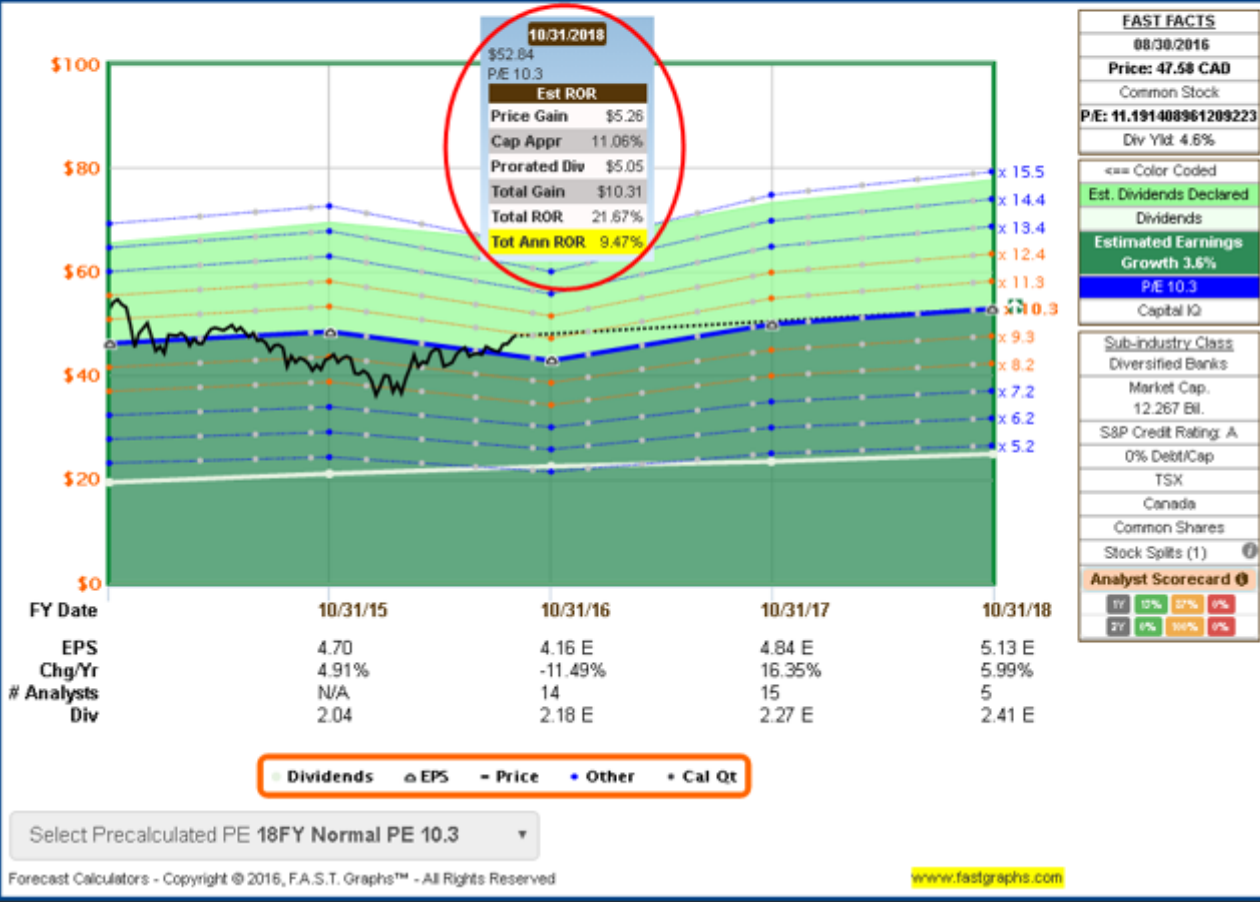 10/31/2018
$52.84
P/E 10.3
Est ROR
Price Gain $5.26
Cap Appr 11.06%
Prorated Div $5.05
Total Gain $10.31
Total ROR 21.67%
Tot Ann ROR 9.47%
$100
$80
$60
$40
$20
$0
x 15.5
x 14.4
x 13.4
x 12.4
x 11.3
x 10.3
x 9.3
x 8.2
x 7.2
x 6.2
x 5.2
FY Date 10/31/15 10/31/16 10/31/17 10/31/18
EPS 4.70 4.16 E 4.84 E 5.13 E
Chg/Yr 4.91% -11.49% 16.35% 5.99%
# Analysts N/A 14 15 5
Div 2.04 2.18 E 2.27 E 2.41 E
Dividends EPS Price Other Cal Qt
Select Precalculated PE 18FY Normal PE 10.3
Forecast Calculators - Copyright © 2016, F.A.S.T. Graphs™ - All Rights Reserved
www.fastgraphs.com
FAST FACTS
08/30/2016
Price: 47.58 CAD
Common Stock
P/E: 11.191408961209223
Div Yld: 4.6%
<== Color Coded
Est. Dividends Declared
Dividends
Estimated Earnings
Growth 3.6%
P/E 10.3
Capital IQ
Sub-industry Class
Diversified Banks
Market Cap.
12.267 Bil.
S&P Credit Rating: A
0% Debt/Cap
TSX
Canada
Common Shares
Stock Splits (1)
Analyst Scorecard
1Y 0%
2Y 0% 100% 0%